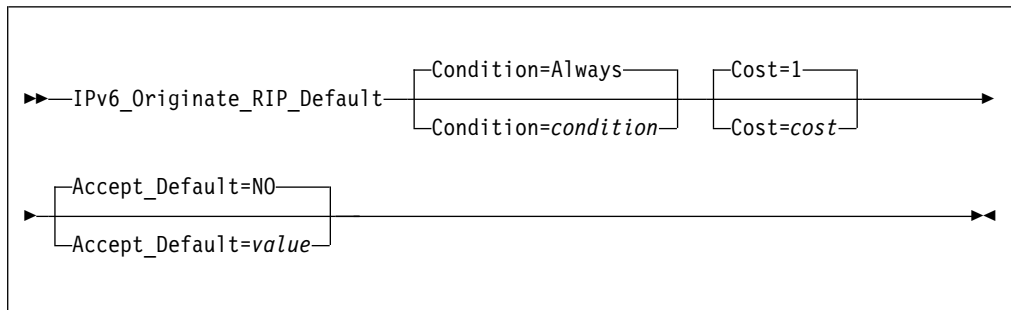 Condition=Always Cost=1
IPv6_Originate_RIP_Default
Condition=condition Cost=cost
Accept_Default=NO
Accept_Default=value